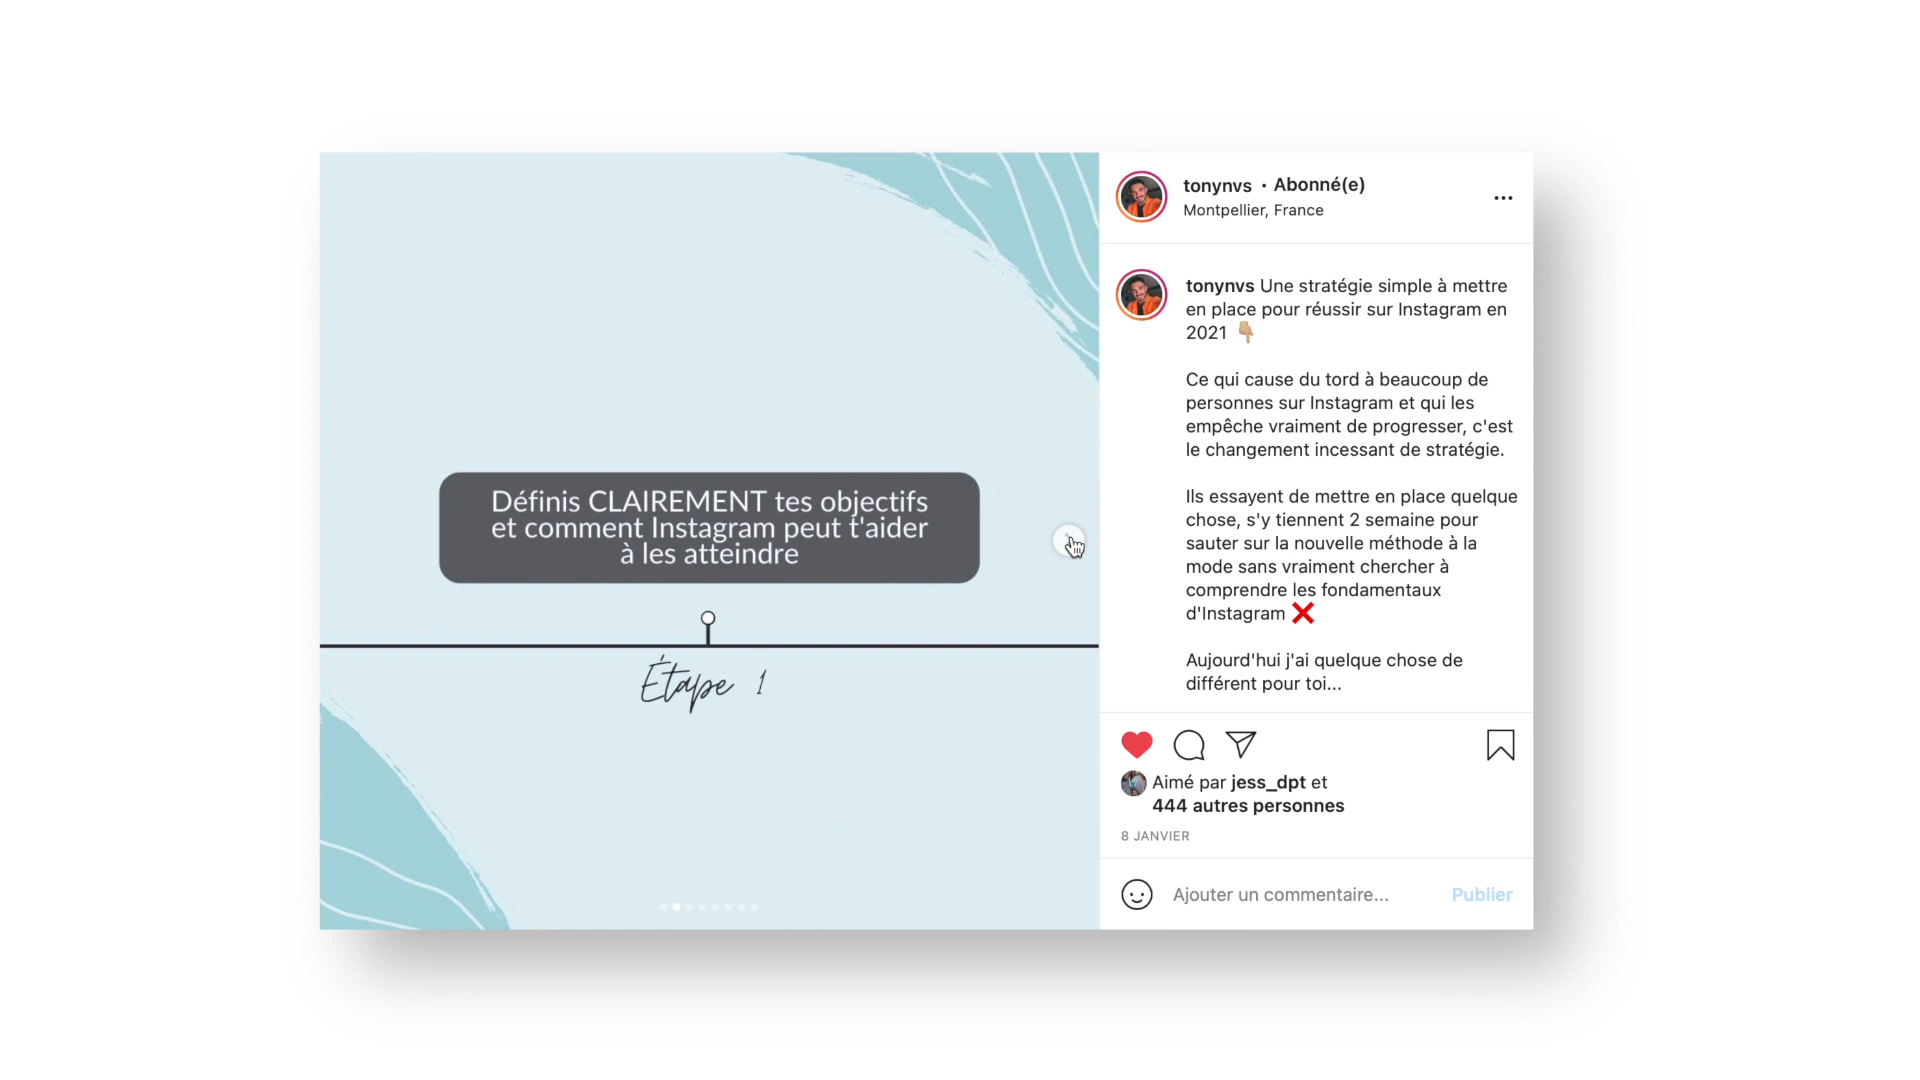 Définis CLAIREMENT tes objectifs
et comment Instagram peut t'aider
à les atteindre
Étape 1
tonynvs • Abonné(e)
Montpellier, France
tonynvs Une stratégie simple à mettre
en place pour réussir sur Instagram en
2021 👇🏼
Ce qui cause du tord à beaucoup de
personnes sur Instagram et qui les
empêche vraiment de progresser, c'est
le changement incessant de stratégie.
Ils essayent de mettre en place quelque
chose, s'y tiennent 2 semaine pour
sauter sur la nouvelle méthode à la
mode sans vraiment chercher à
comprendre les fondamentaux
d'Instagram ❌
Aujourd'hui j'ai quelque chose de
différent pour toi...
Aimé par jess_dpt et
444 autres personnes
8 JANVIER
Ajouter un commentaire... Publier